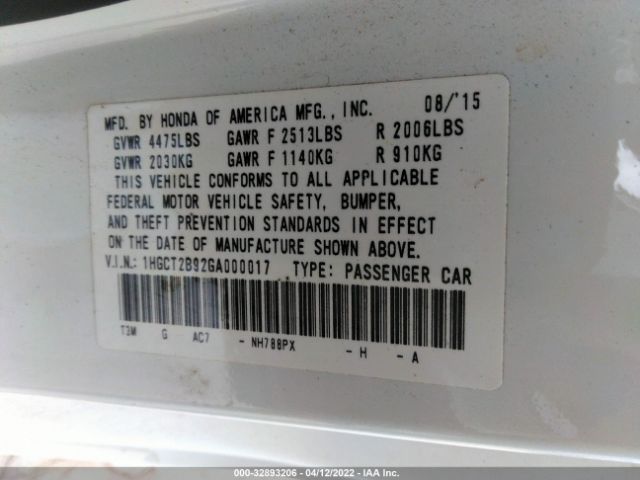 MFD. BY HONDA OF AMERICA MFG., INC. 08/'15
GVWR 4475LBS GAWR F 2513LBS R 2006LBS
GVWR 2030KG GAWR F 1140KG R 910KG
THIS VEHICLE CONFORMS TO ALL APPLICABLE
FEDERAL MOTOR VEHICLE SAFETY, BUMPER,
AND THEFT PREVENTION STANDARDS IN EFFECT
ON THE DATE OF MANUFACTURE SHOWN ABOVE.
V.I.N.: 1HGCT2B92GA000017 TYPE: PASSENGER CAR
T3M G AC7 - NH788PX - H - A
000-32893206 - 04/12/2022 - IAA Inc.